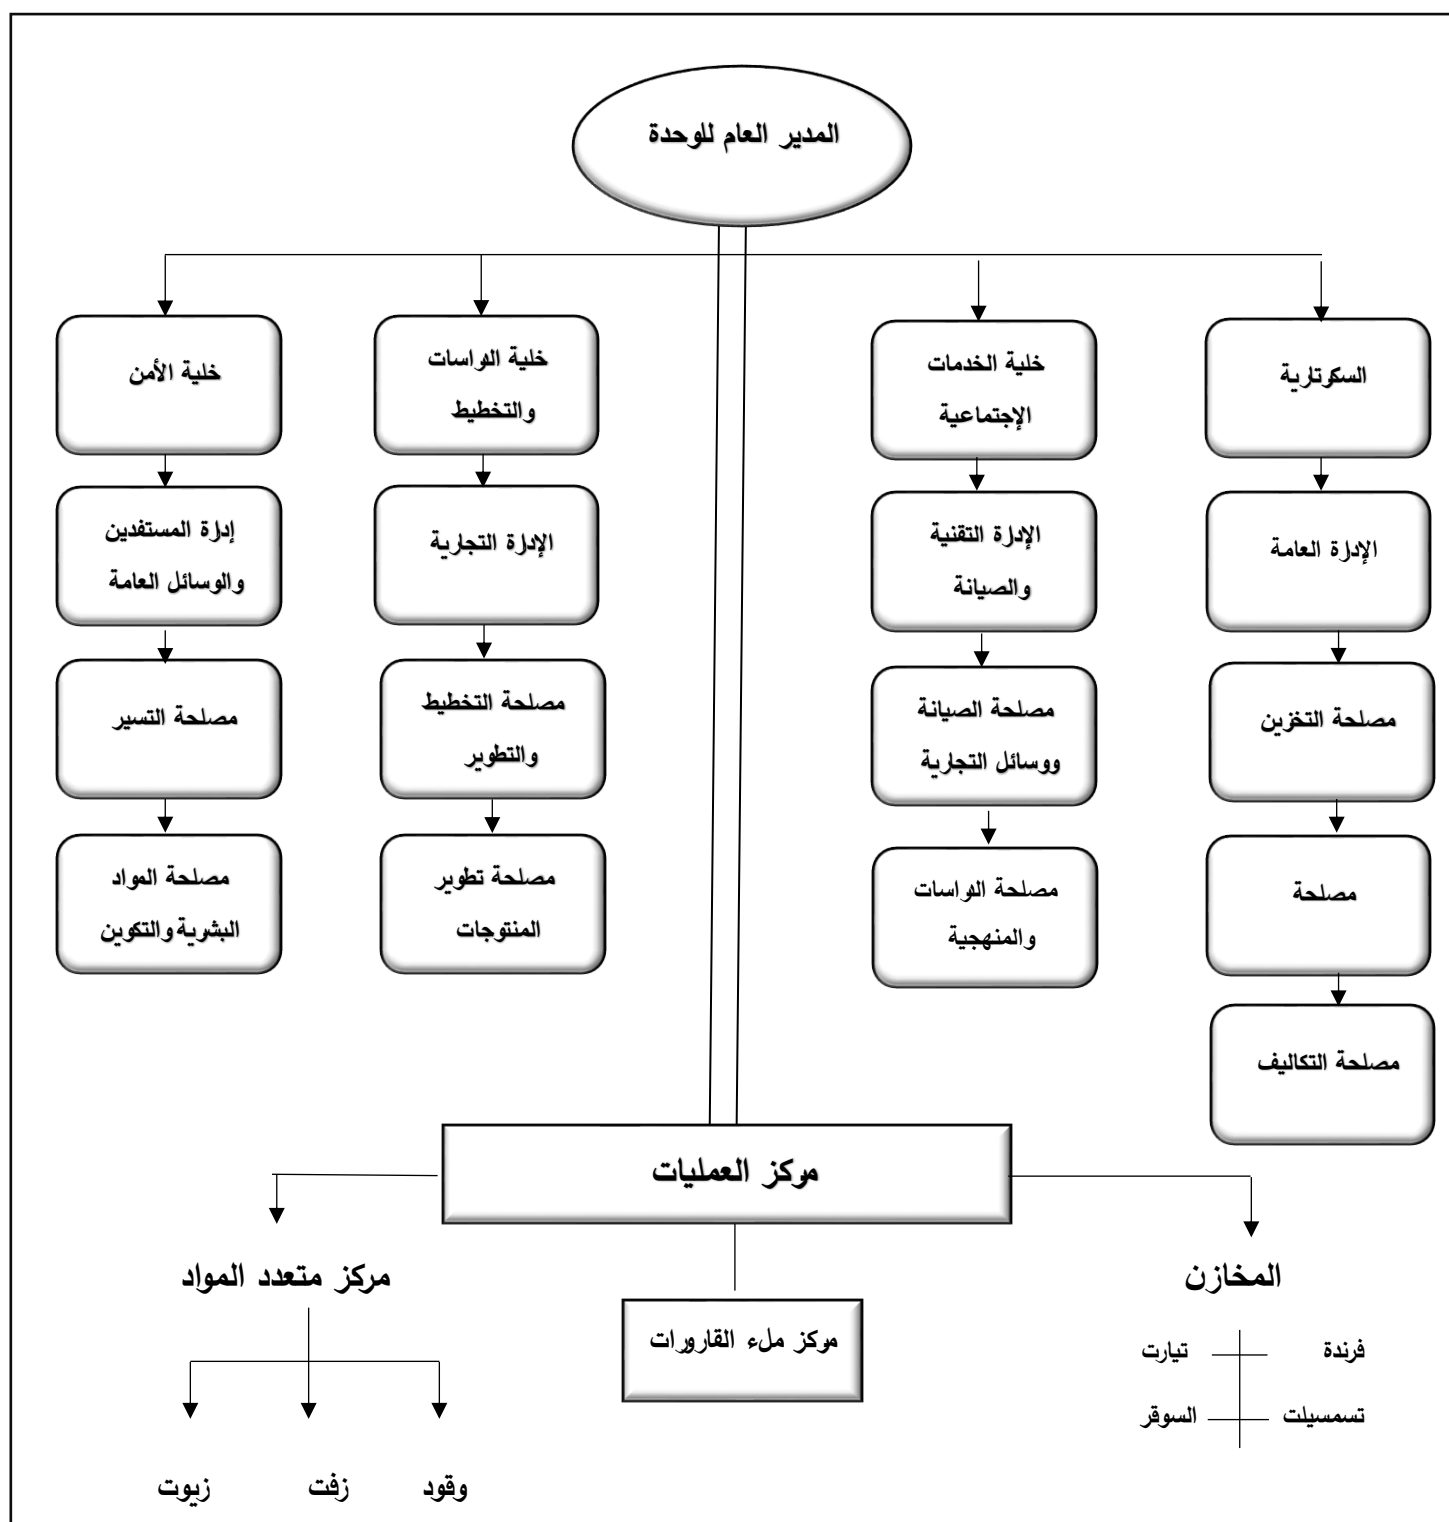 المدير العام للوحدة
السكوتارية
خلية الخدمات
الإجتماعية
خلية الواسات
والتخطيط
خلية الأمن
الإدارة العامة
الإدارة التقنية
والصيانة
الإدارة التجارية
إدارة المستفدين
والوسائل العامة
مصلحة التخزين
مصلحة الصيانة
ووسائل التجارية
مصلحة التخطيط
والتطوير
مصلحة التسير
مصلحة
مصلحة الواسات
والمنهجية
مصلحة تطوير
المنتوجات
مصلحة المواد
البشرية والتكوين
مصلحة التكاليف
موكز العمليات
المخازن
موكز ملء القارورات
مركز متعدد المواد
فرندة
تيارت
تسمسيلت
السوقر
وقود
زفت
زيوت